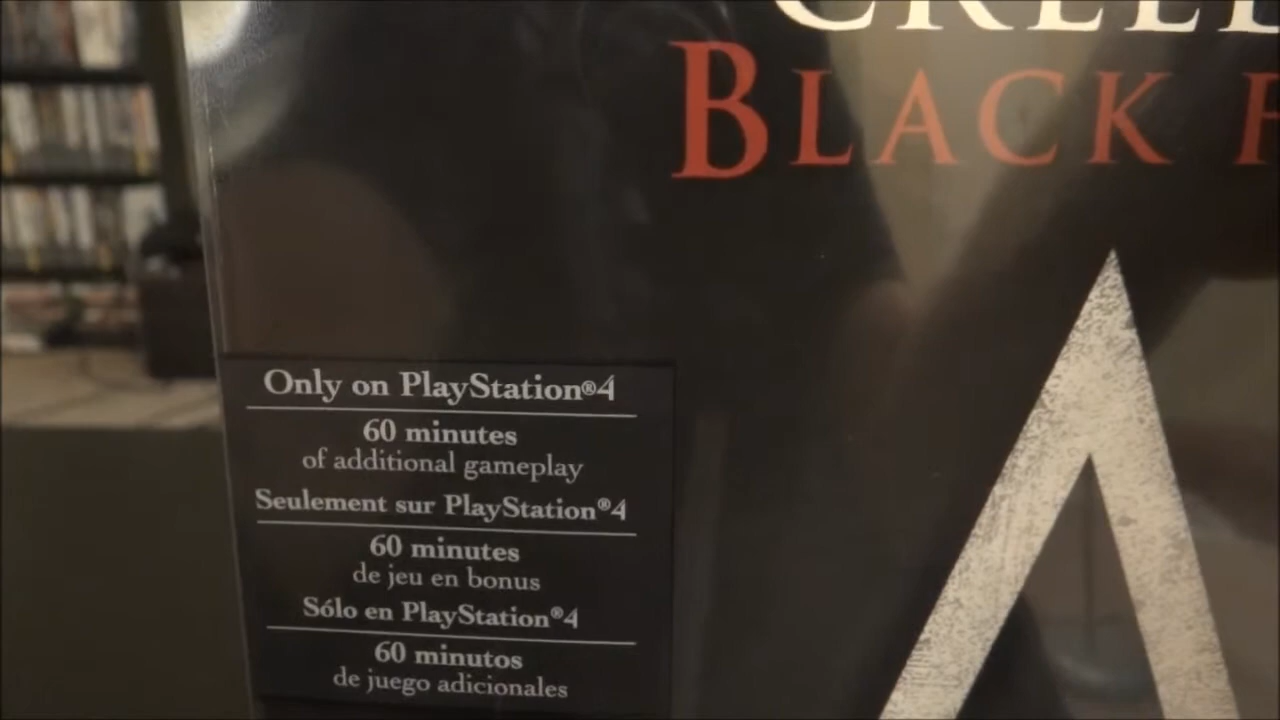 CREE
BLACK F
Only on PlayStation®4
60 minutes
of additional gameplay
Seulement sur PlayStation®4
60 minutes
de jeu en bonus
Sólo en PlayStation®4
60 minutos
de juego adicionales